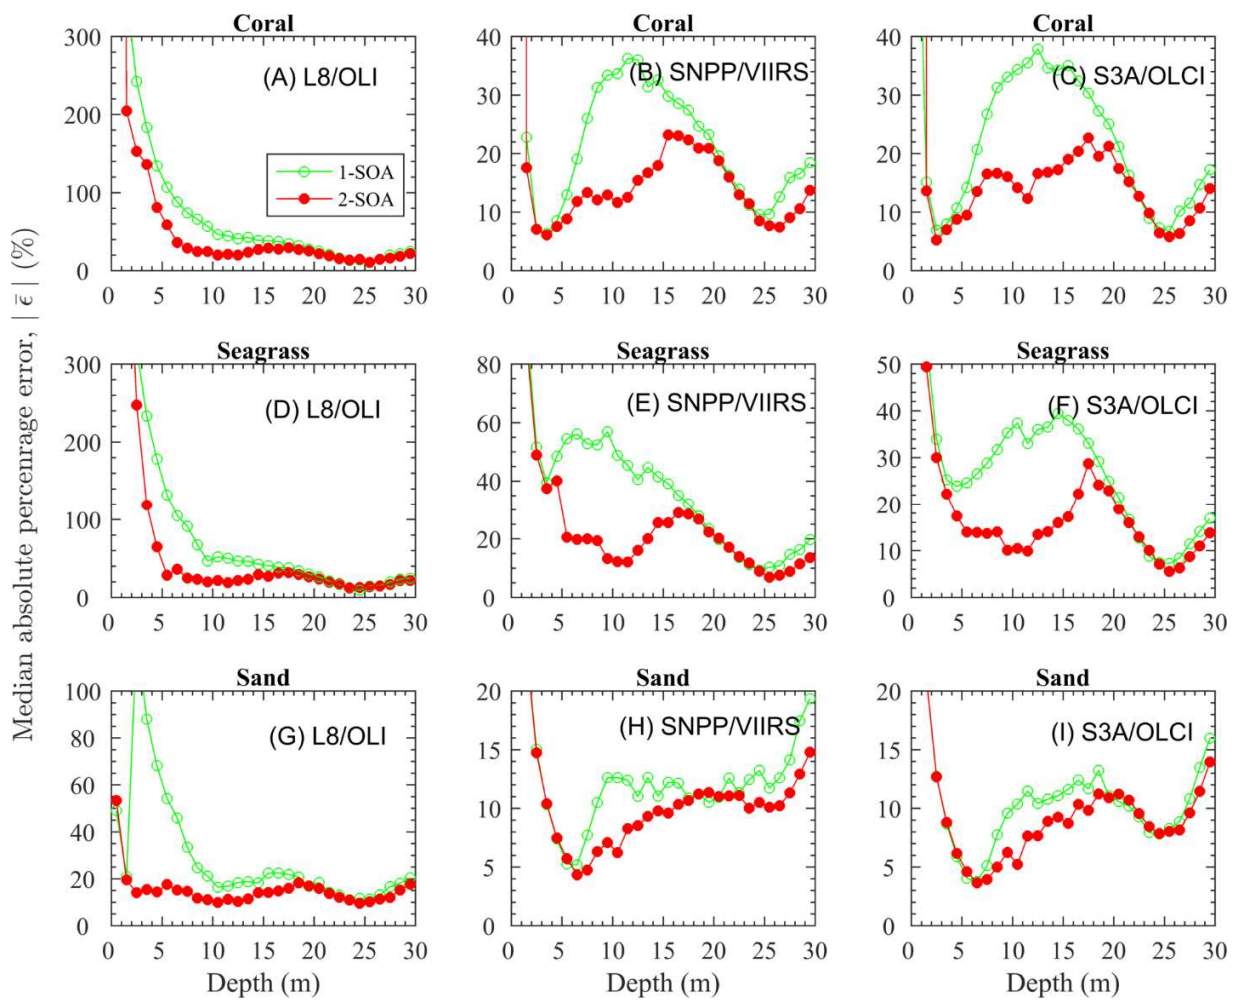 Coral
Coral
Coral
300
200
100
0
0 5 10 15 20 25 30
(A) L8/OLI
1-SOA
2-SOA
40
30
20
10
0
0 5 10 15 20 25 30
(B) SNPP/VIIRS
40
30
20
10
0
0 5 10 15 20 25 30
(C) S3A/OLCI
Median absolute percenrage error, | ϵ̄ | (%)
Seagrass
Seagrass
Seagrass
300
200
100
0
0 5 10 15 20 25 30
(D) L8/OLI
80
60
40
20
0
0 5 10 15 20 25 30
(E) SNPP/VIIRS
50
40
30
20
10
0
0 5 10 15 20 25 30
(F) S3A/OLCI
Sand
Sand
Sand
100
80
60
40
20
0
0 5 10 15 20 25 30
(G) L8/OLI
Depth (m)
20
15
10
5
0
0 5 10 15 20 25 30
(H) SNPP/VIIRS
Depth (m)
20
15
10
5
0
0 5 10 15 20 25 30
(I) S3A/OLCI
Depth (m)